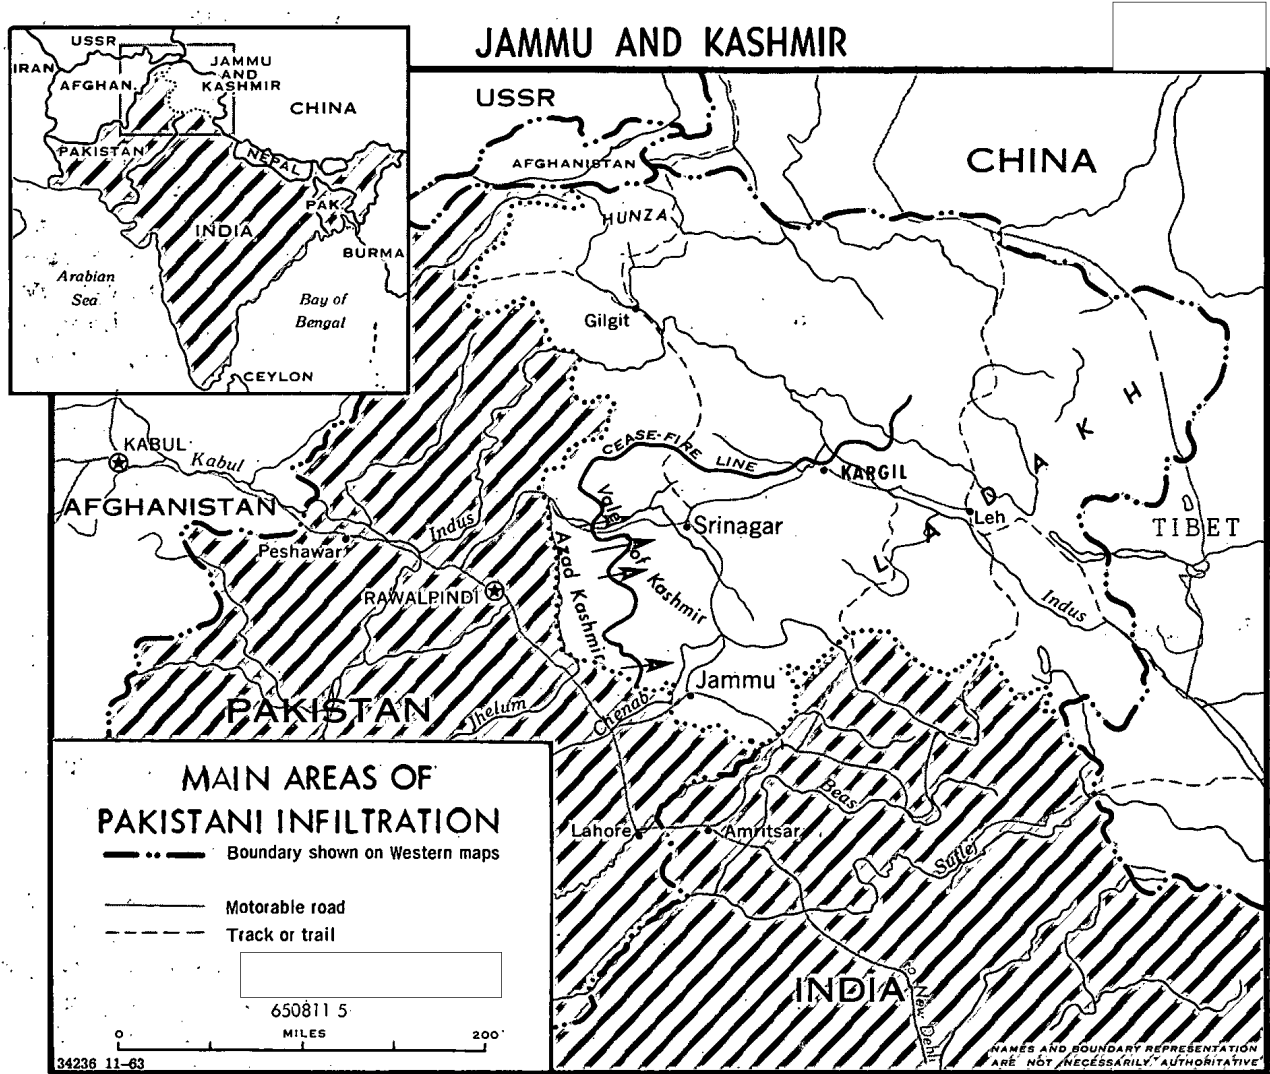 JAMMU AND KASHMIR
USSR
IRAN
AFGHAN.
JAMMU
AND
KASHMIR
CHINA
PAKISTAN
NEPAL
PAK.
INDIA
BURMA
Arabian
Sea
Bay of
Bengal
CEYLON
USSR
AFGHANISTAN
CHINA
HUNZA
Gilgit
KABUL
Kabul
AFGHANISTAN
CEASE-FIRE LINE
KARGIL
LADAKH
Leh
TIBET
Indus
Peshawar
Srinagar
Vale of Kashmir
Azad Kashmir
RAWALPINDI
Indus
PAKISTAN
Jhelum
Chenab
Jammu
Lahore
Amritsar
Beas
Sutlej
INDIA
To New Delhi
MAIN AREAS OF
PAKISTANI INFILTRATION
Boundary shown on Western maps
Motorable road
Track or trail
650811 5
0 MILES 200
34236 11-63
NAMES AND BOUNDARY REPRESENTATION
ARE NOT NECESSARILY AUTHORITATIVE